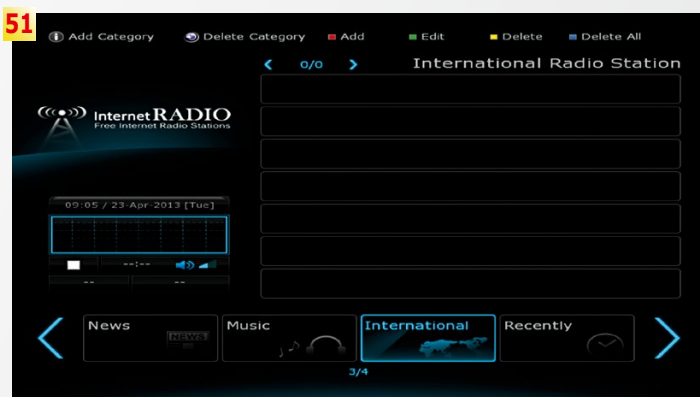 51
Add Category Delete Category Add Edit Delete Delete All
0/0 International Radio Station
Internet RADIO
Free Internet Radio Stations
09:05 / 23-Apr-2013 [Tue]
--:--
-- --
News Music International Recently
NEWS
3/4